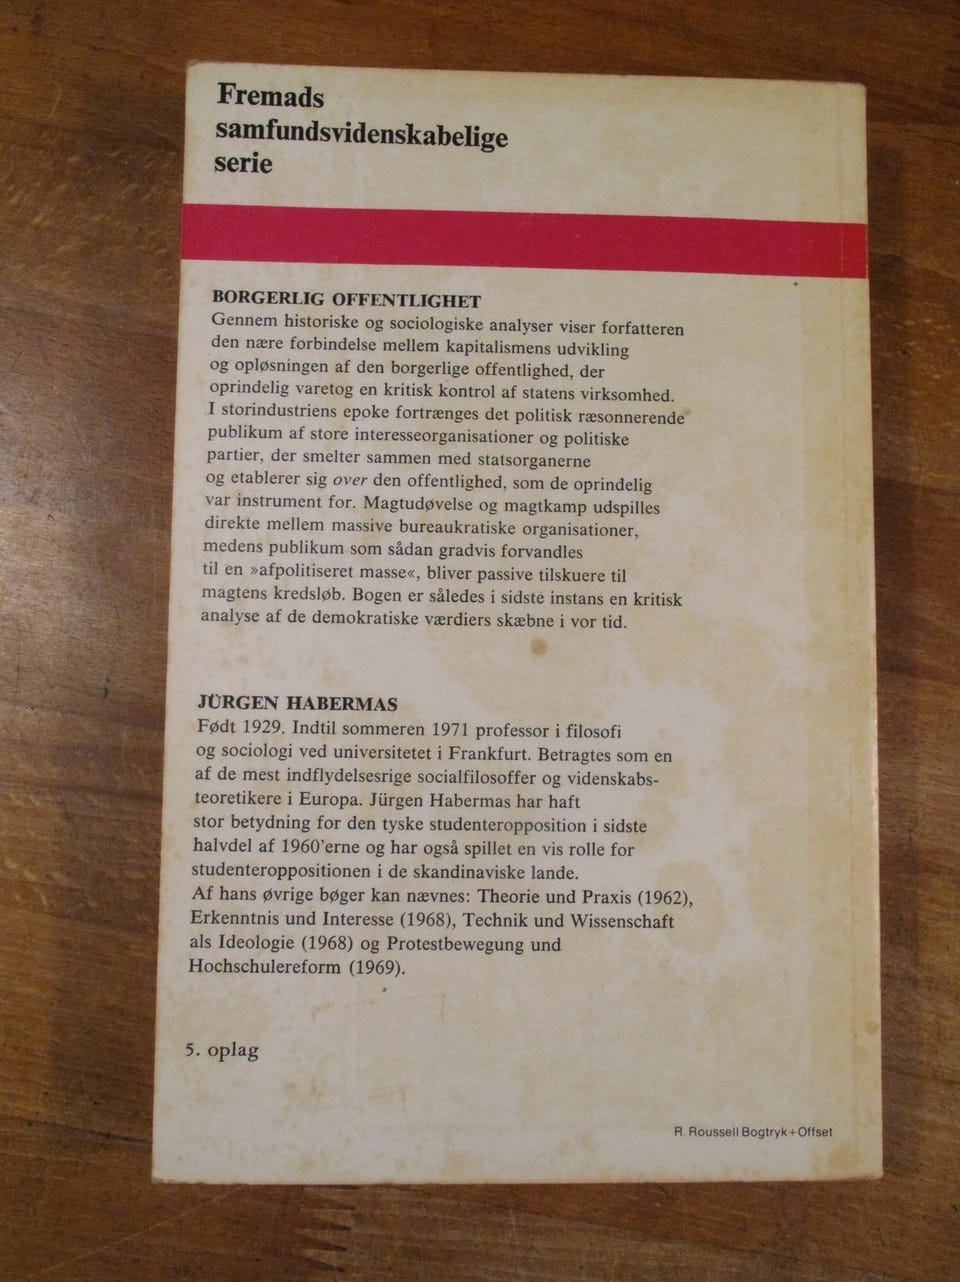 Fremads
samfundsvidenskabelige
serie
BORGERLIG OFFENTLIGHET
Gennem historiske og sociologiske analyser viser forfatteren
den nære forbindelse mellem kapitalismens udvikling
og opløsningen af den borgerlige offentlighed, der
oprindelig varetog en kritisk kontrol af statens virksomhed.
I storindustriens epoke fortrænges det politisk ræsonnerende
publikum af store interesseorganisationer og politiske
partier, der smelter sammen med statsorganerne
og etablerer sig over den offentlighed, som de oprindelig
var instrument for. Magtudøvelse og magtkamp udspilles
direkte mellem massive bureaukratiske organisationer,
medens publikum som sådan gradvis forvandles
til en »afpolitiseret masse«, bliver passive tilskuere til
magtens kredsløb. Bogen er således i sidste instans en kritisk
analyse af de demokratiske værdiers skæbne i vor tid.
JÜRGEN HABERMAS
Født 1929. Indtil sommeren 1971 professor i filosofi
og sociologi ved universitetet i Frankfurt. Betragtes som en
af de mest indflydelsesrige socialfilosoffer og videnskabs-
teoretikere i Europa. Jürgen Habermas har haft
stor betydning for den tyske studenteropposition i sidste
halvdel af 1960'erne og har også spillet en vis rolle for
studenteroppositionen i de skandinaviske lande.
Af hans øvrige bøger kan nævnes: Theorie und Praxis (1962),
Erkenntnis und Interesse (1968), Technik und Wissenschaft
als Ideologie (1968) og Protestbewegung und
Hochschulereform (1969).
5. oplag
R. Roussell Bogtryk+Offset